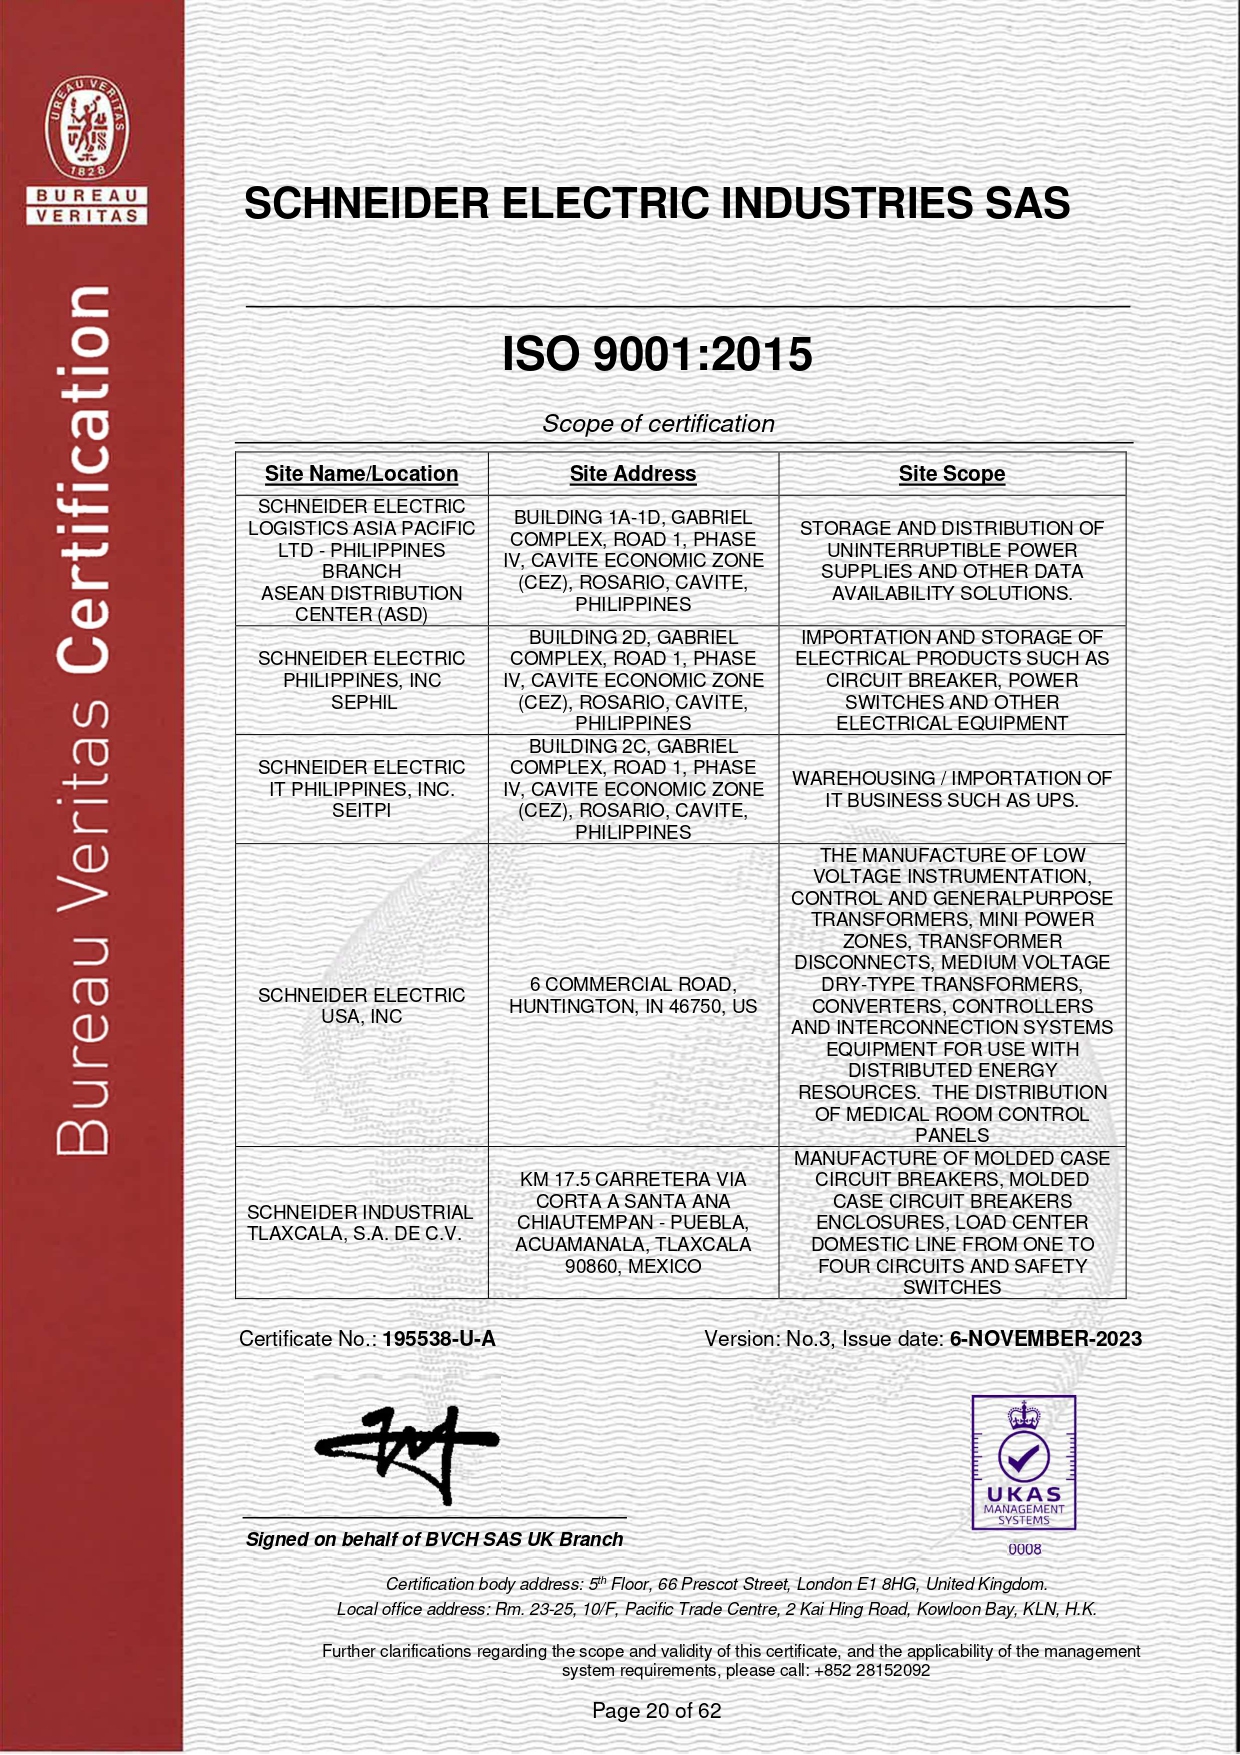 BUREAU VERITAS
1828
BUREAU
VERITAS
Bureau Veritas Certification
SCHNEIDER ELECTRIC INDUSTRIES SAS
ISO 9001:2015
Scope of certification
Site Name/Location
Site Address
Site Scope
SCHNEIDER ELECTRIC
LOGISTICS ASIA PACIFIC
LTD - PHILIPPINES
BRANCH
ASEAN DISTRIBUTION
CENTER (ASD)
BUILDING 1A-1D, GABRIEL
COMPLEX, ROAD 1, PHASE
IV, CAVITE ECONOMIC ZONE
(CEZ), ROSARIO, CAVITE,
PHILIPPINES
STORAGE AND DISTRIBUTION OF
UNINTERRUPTIBLE POWER
SUPPLIES AND OTHER DATA
AVAILABILITY SOLUTIONS.
SCHNEIDER ELECTRIC
PHILIPPINES, INC
SEPHIL
BUILDING 2D, GABRIEL
COMPLEX, ROAD 1, PHASE
IV, CAVITE ECONOMIC ZONE
(CEZ), ROSARIO, CAVITE,
PHILIPPINES
IMPORTATION AND STORAGE OF
ELECTRICAL PRODUCTS SUCH AS
CIRCUIT BREAKER, POWER
SWITCHES AND OTHER
ELECTRICAL EQUIPMENT
SCHNEIDER ELECTRIC
IT PHILIPPINES, INC.
SEITPI
BUILDING 2C, GABRIEL
COMPLEX, ROAD 1, PHASE
IV, CAVITE ECONOMIC ZONE
(CEZ), ROSARIO, CAVITE,
PHILIPPINES
WAREHOUSING / IMPORTATION OF
IT BUSINESS SUCH AS UPS.
SCHNEIDER ELECTRIC
USA, INC
6 COMMERCIAL ROAD,
HUNTINGTON, IN 46750, US
THE MANUFACTURE OF LOW
VOLTAGE INSTRUMENTATION,
CONTROL AND GENERALPURPOSE
TRANSFORMERS, MINI POWER
ZONES, TRANSFORMER
DISCONNECTS, MEDIUM VOLTAGE
DRY-TYPE TRANSFORMERS,
CONVERTERS, CONTROLLERS
AND INTERCONNECTION SYSTEMS
EQUIPMENT FOR USE WITH
DISTRIBUTED ENERGY
RESOURCES.  THE DISTRIBUTION
OF MEDICAL ROOM CONTROL
PANELS
SCHNEIDER INDUSTRIAL
TLAXCALA, S.A. DE C.V.
KM 17.5 CARRETERA VIA
CORTA A SANTA ANA
CHIAUTEMPAN - PUEBLA,
ACUAMANALA, TLAXCALA
90860, MEXICO
MANUFACTURE OF MOLDED CASE
CIRCUIT BREAKERS, MOLDED
CASE CIRCUIT BREAKERS
ENCLOSURES, LOAD CENTER
DOMESTIC LINE FROM ONE TO
FOUR CIRCUITS AND SAFETY
SWITCHES
Certificate No.: 195538-U-A
Version: No.3, Issue date: 6-NOVEMBER-2023
UKAS
MANAGEMENT
SYSTEMS
0008
Signed on behalf of BVCH SAS UK Branch
Certification body address: 5th Floor, 66 Prescot Street, London E1 8HG, United Kingdom.
Local office address: Rm. 23-25, 10/F, Pacific Trade Centre, 2 Kai Hing Road, Kowloon Bay, KLN, H.K.
Further clarifications regarding the scope and validity of this certificate, and the applicability of the management
system requirements, please call: +852 28152092
Page 20 of 62